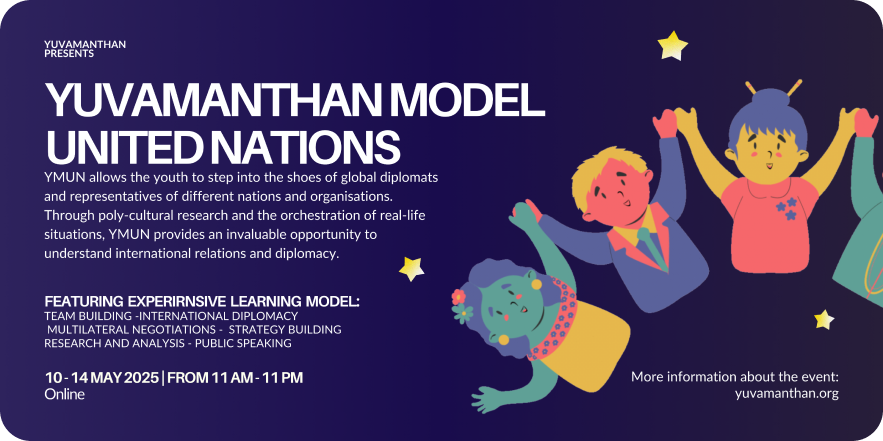 YUVAMANTHAN
PRESENTS
YUVAMANTHAN MODEL
UNITED NATIONS
YMUN allows the youth to step into the shoes of global diplomats
and representatives of different nations and organisations.
Through poly-cultural research and the orchestration of real-life
situations, YMUN provides an invaluable opportunity to
understand international relations and diplomacy.
FEATURING EXPERIRNSIVE LEARNING MODEL:
TEAM BUILDING -INTERNATIONAL DIPLOMACY
MULTILATERAL NEGOTIATIONS - STRATEGY BUILDING
RESEARCH AND ANALYSIS - PUBLIC SPEAKING
10 - 14 MAY 2025 | FROM 11 AM - 11 PM
Online
More information about the event:
yuvamanthan.org